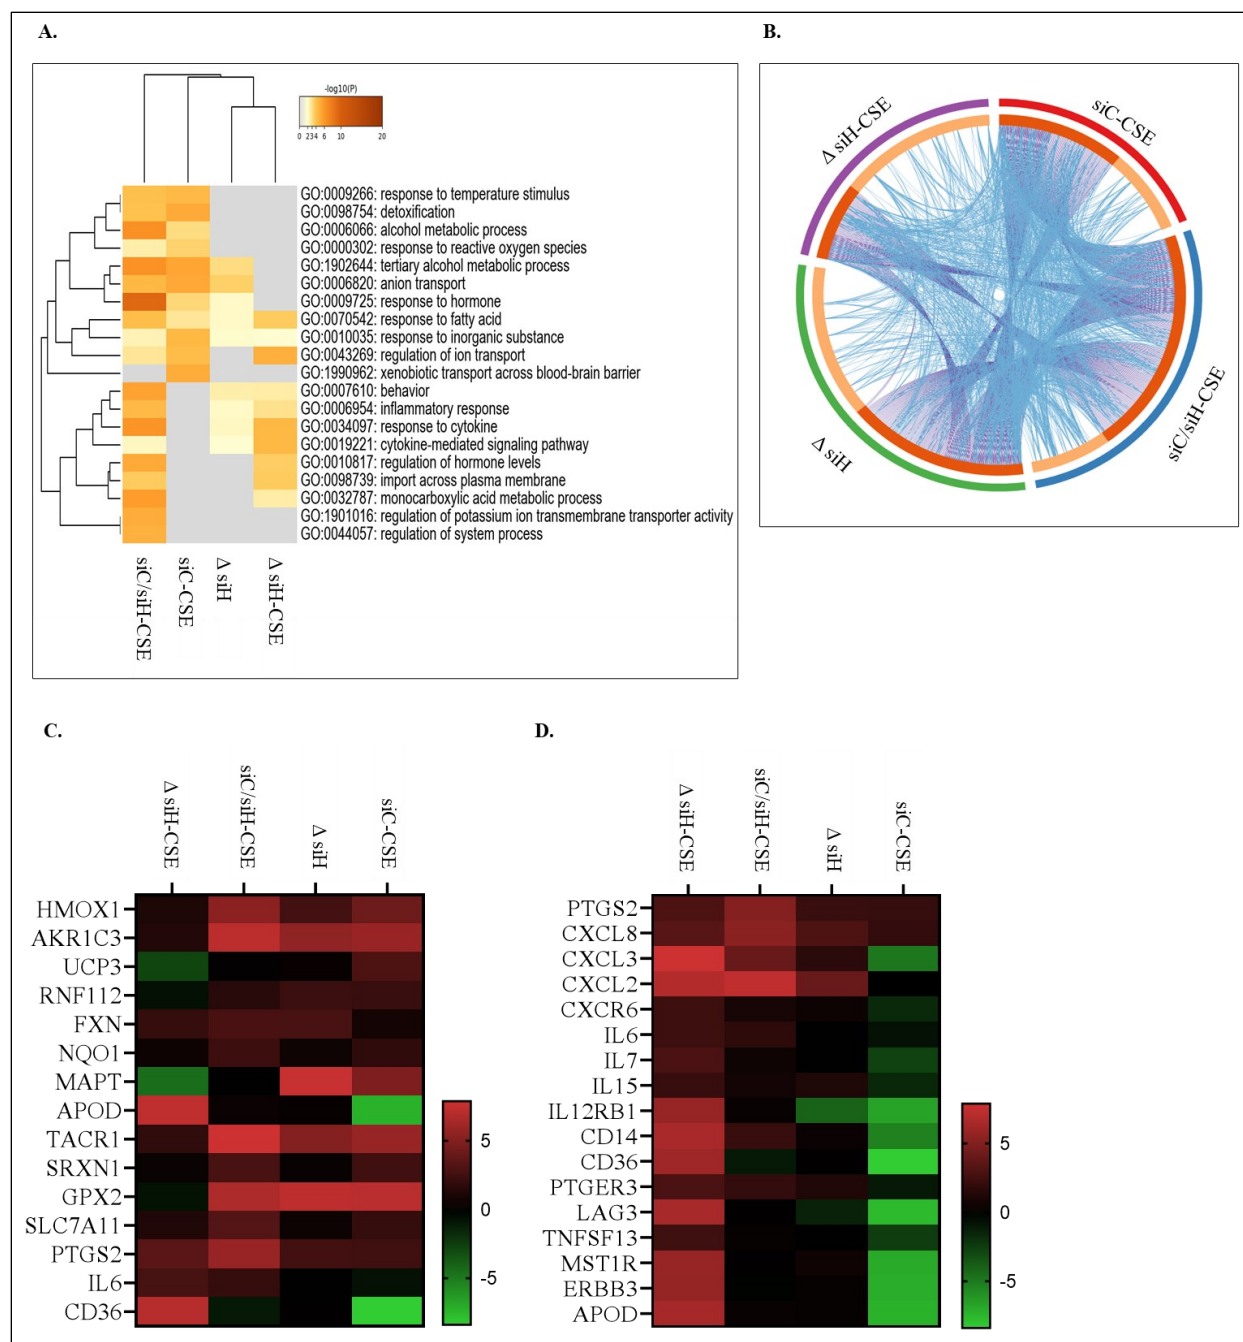 A.
B.
-log10(P)
0 2 3 4 6 10 20
GO:0009266: response to temperature stimulus
GO:0098754: detoxification
GO:0006066: alcohol metabolic process
GO:0000302: response to reactive oxygen species
GO:1902644: tertiary alcohol metabolic process
GO:0006820: anion transport
GO:0009725: response to hormone
GO:0070542: response to fatty acid
GO:0010035: response to inorganic substance
GO:0043269: regulation of ion transport
GO:1990962: xenobiotic transport across blood-brain barrier
GO:0007610: behavior
GO:0006954: inflammatory response
GO:0034097: response to cytokine
GO:0019221: cytokine-mediated signaling pathway
GO:0010817: regulation of hormone levels
GO:0098739: import across plasma membrane
GO:0032787: monocarboxylic acid metabolic process
GO:1901016: regulation of potassium ion transmembrane transporter activity
GO:0044057: regulation of system process
siC/siH-CSE
siC-CSE
Δ siH
Δ siH-CSE
Δ siH-CSE
siC-CSE
Δ siH
siC/siH-CSE
C.
Δ siH-CSE
siC/siH-CSE
Δ siH
siC-CSE
HMOX1
AKR1C3
UCP3
RNF112
FXN
NQO1
MAPT
APOD
TACR1
SRXN1
GPX2
SLC7A11
PTGS2
IL6
CD36
5
0
-5
D.
Δ siH-CSE
siC/siH-CSE
Δ siH
siC-CSE
PTGS2
CXCL8
CXCL3
CXCL2
CXCR6
IL6
IL7
IL15
IL12RB1
CD14
CD36
PTGER3
LAG3
TNFSF13
MST1R
ERBB3
APOD
5
0
-5